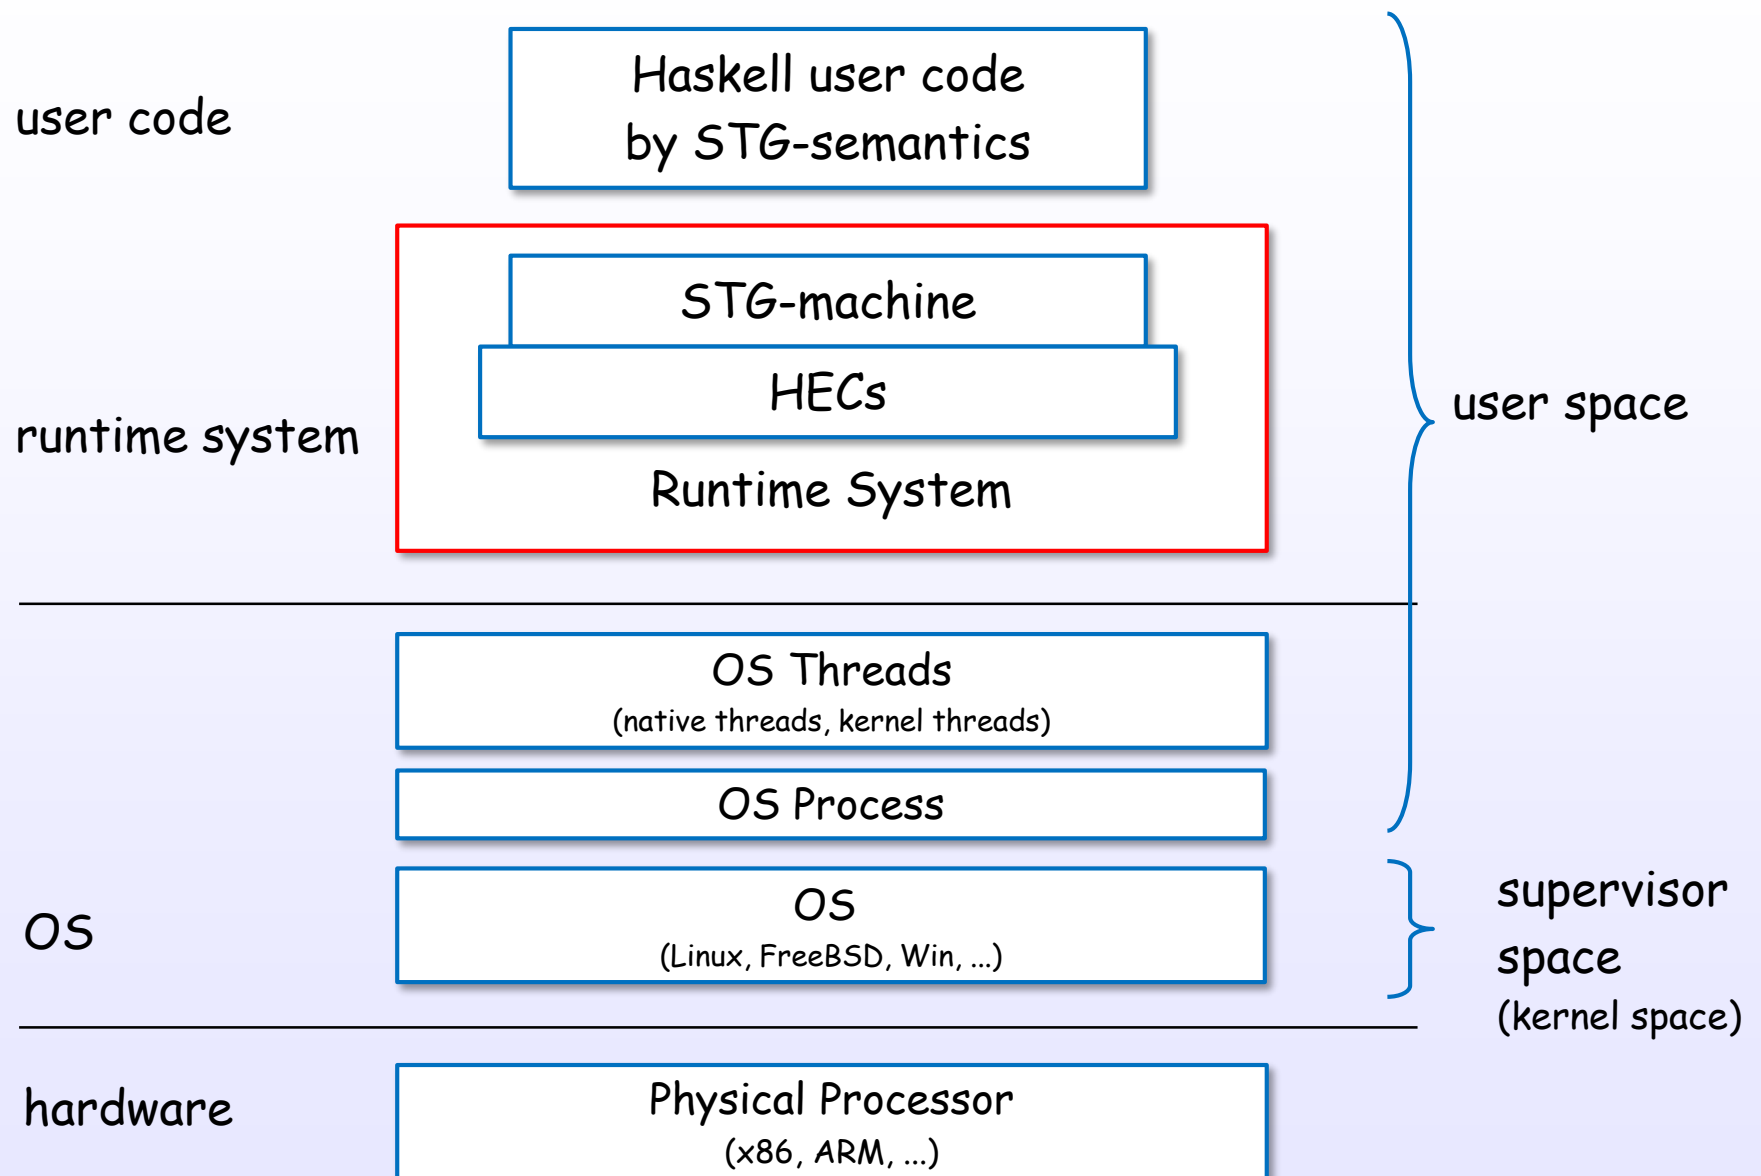 user code
Haskell user code
by STG-semantics
STG-machine
HECs
runtime system
Runtime System
user space
OS Threads
(native threads, kernel threads)
OS Process
OS
OS
(Linux, FreeBSD, Win, ...)
supervisor
space
(kernel space)
hardware
Physical Processor
(x86, ARM, ...)